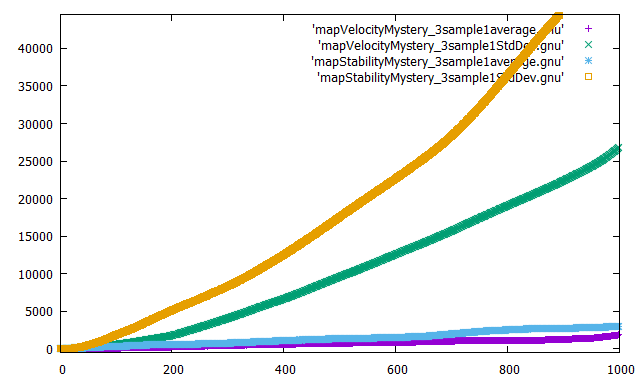 'mapVelocityMystery_3sample1average.gnu'
'mapVelocityMystery_3sample1StdDev.gnu'
'mapStabilityMystery_3sample1average.gnu'
'mapStabilityMystery_3sample1StdDev.gnu'
40000
35000
30000
25000
20000
15000
10000
5000
0
0 200 400 600 800 1000